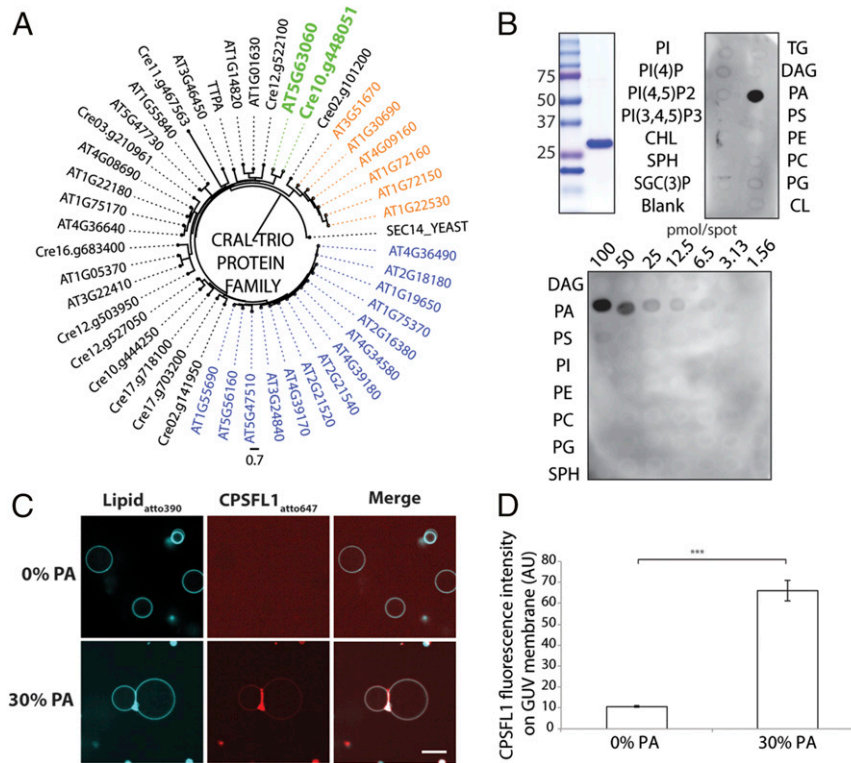 A
Cre11.g467563
AT3G46450
TTPA
AT1G14820
AT1G01630
Cre12.g522100
AT5G63060
Cre10.g448051
Cre02.g101200
AT3G51670
AT1G30690
AT4G09160
AT1G72160
AT1G72150
AT1G22530
SEC14_YEAST
AT4G36490
AT2G18180
AT1G19650
AT1G75370
AT2G16380
AT4G34580
AT4G39180
AT2G21540
AT2G21520
AT4G39170
AT3G24840
AT5G47510
AT5G56160
AT1G55690
Cre02.g141950
Cre17.g703200
Cre17.g718100
Cre10.g444250
Cre12.g527050
Cre12.g503950
AT3G22410
AT1G05370
Cre16.g683400
AT4G36640
AT1G75170
AT1G22180
AT4G08690
Cre03.g210961
AT5G47730
AT1G55840
CRAL-TRIO
PROTEIN
FAMILY
0.7
B
75
50
37
25
PI
PI(4)P
PI(4,5)P2
PI(3,4,5)P3
CHL
SPH
SGC(3)P
Blank
TG
DAG
PA
PS
PE
PC
PG
CL
pmol/spot
100 50 25 12.5 6.5 3.13 1.56
DAG
PA
PS
PI
PE
PC
PG
SPH
C
Lipid atto390 CPSFL1 atto647 Merge
0% PA
30% PA
D
***
CPSFL1 fluorescence intensity
on GUV membrane (AU)
80
70
60
50
40
30
20
10
0
0% PA 30% PA